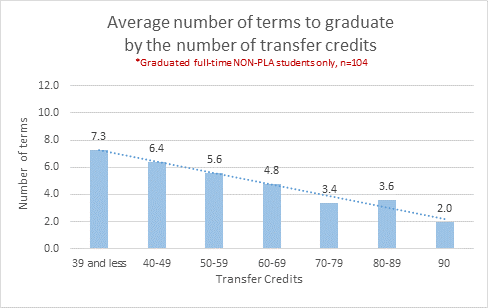 Average number of terms to graduate
by the number of transfer credits
*Graduated full-time NON-PLA students only, n=104
12.0
10.0
8.0
6.0
4.0
2.0
0.0
Number of terms
7.3
6.4
5.6
4.8
3.4
3.6
2.0
39 and less 40-49 50-59 60-69 70-79 80-89 90
Transfer Credits